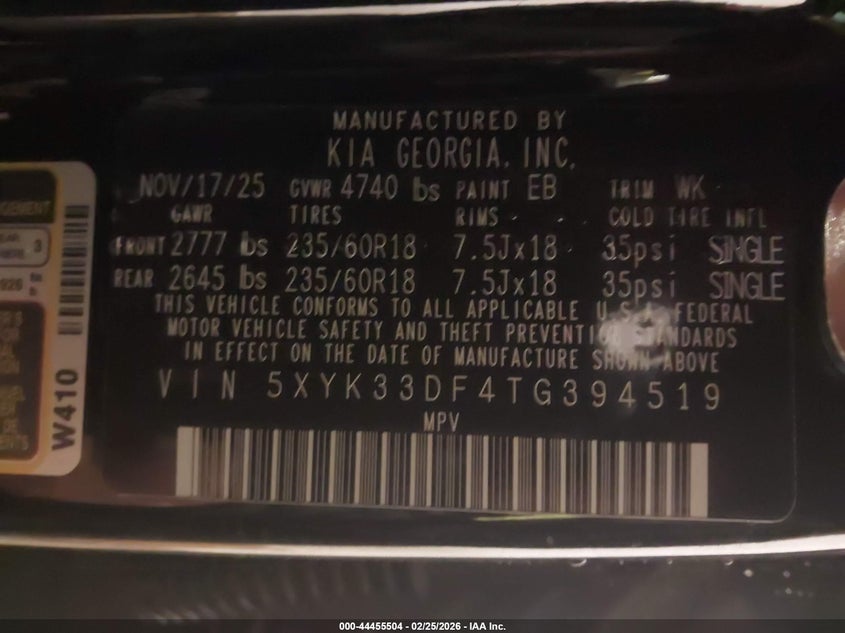 MANUFACTURED BY
KIA GEORGIA, INC.
NOV/17/25 GVWR 4740 lbs PAINT EB TRIM WK
GAWR TIRES RIMS COLD TIRE INFL
FRONT 2777 lbs 235/60R18 7.5Jx18 35psi SINGLE
REAR 2645 lbs 235/60R18 7.5Jx18 35psi SINGLE
THIS VEHICLE CONFORMS TO ALL APPLICABLE U.S.A. FEDERAL
MOTOR VEHICLE SAFETY AND THEFT PREVENTION STANDARDS
IN EFFECT ON THE DATE OF MANUFACTURE SHOWN ABOVE
VIN 5XYK33DF4TG394519
MPV
W410
000-44455504 - 02/25/2026 - IAA Inc.